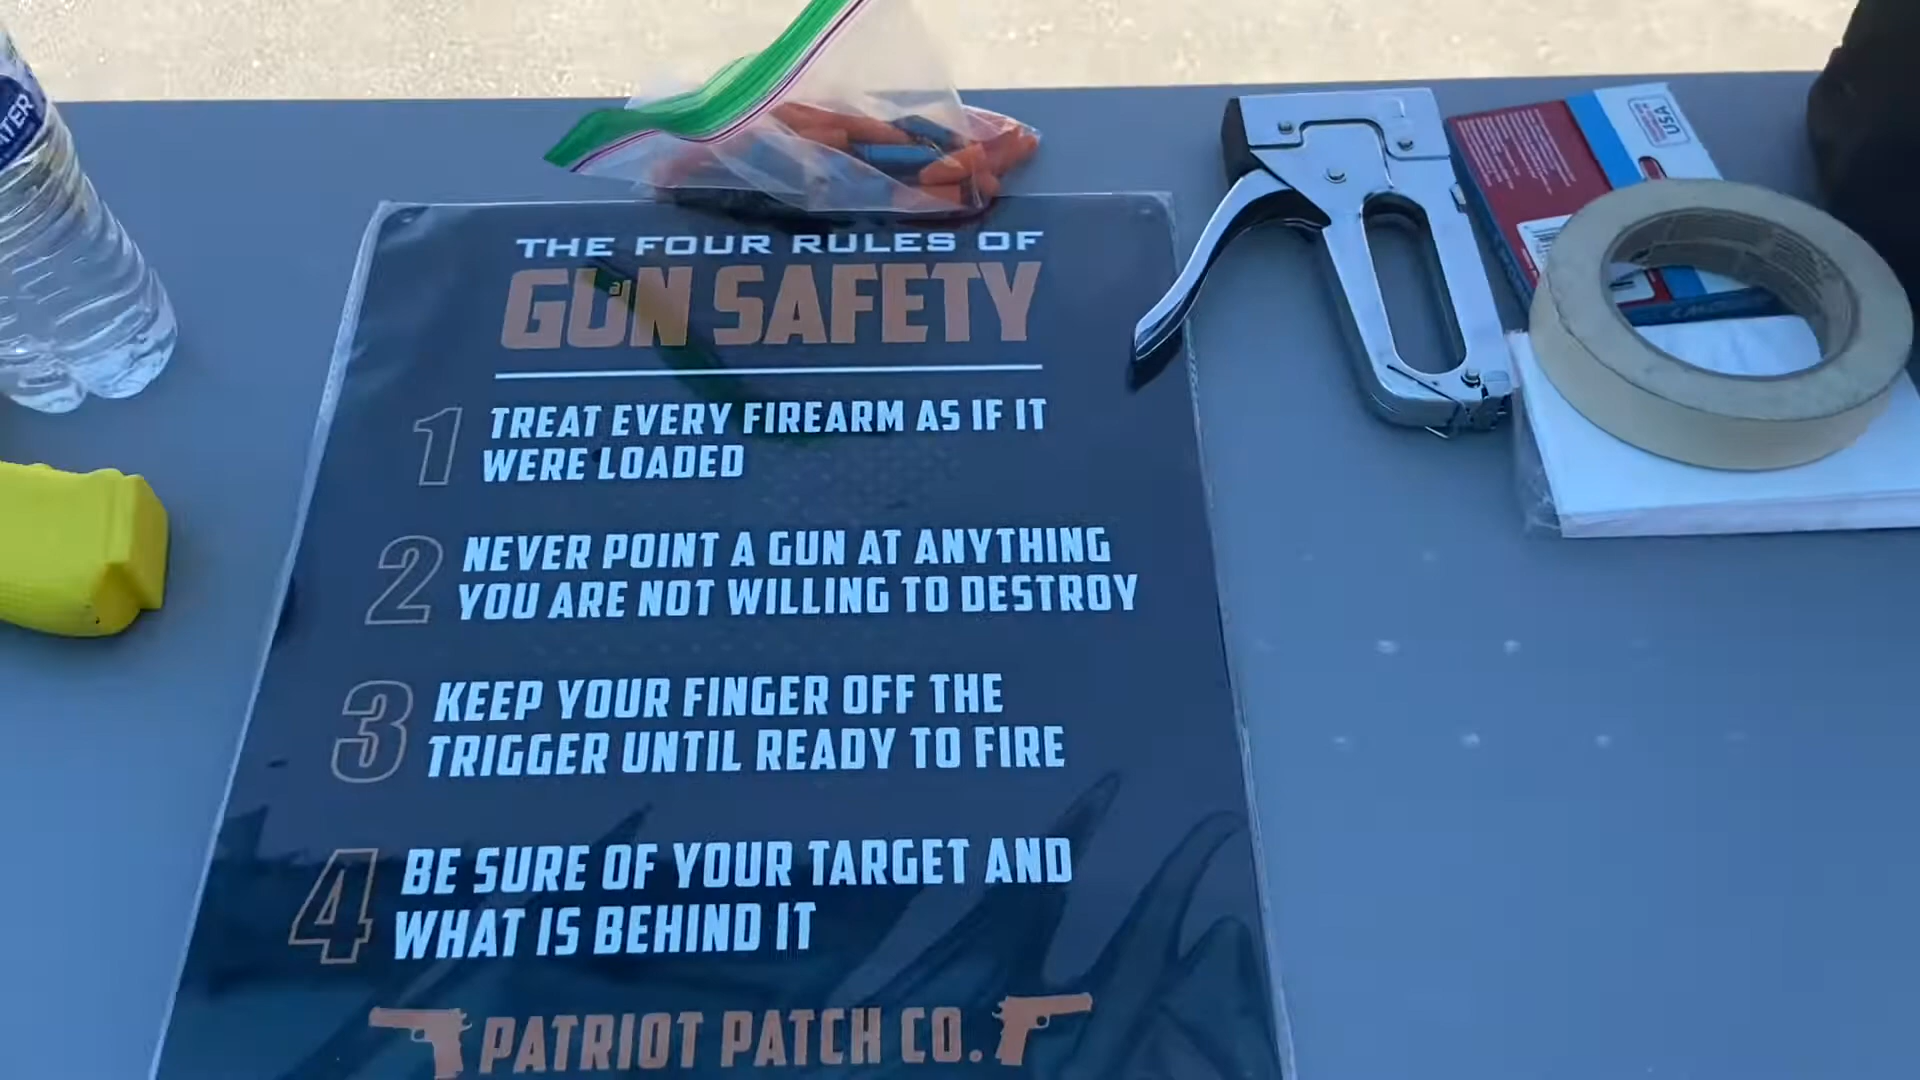 ATER
USA
THE FOUR RULES OF
GUN SAFETY
1 TREAT EVERY FIREARM AS IF IT
WERE LOADED
2 NEVER POINT A GUN AT ANYTHING
YOU ARE NOT WILLING TO DESTROY
3 KEEP YOUR FINGER OFF THE
TRIGGER UNTIL READY TO FIRE
4 BE SURE OF YOUR TARGET AND
WHAT IS BEHIND IT
PATRIOT PATCH CO.